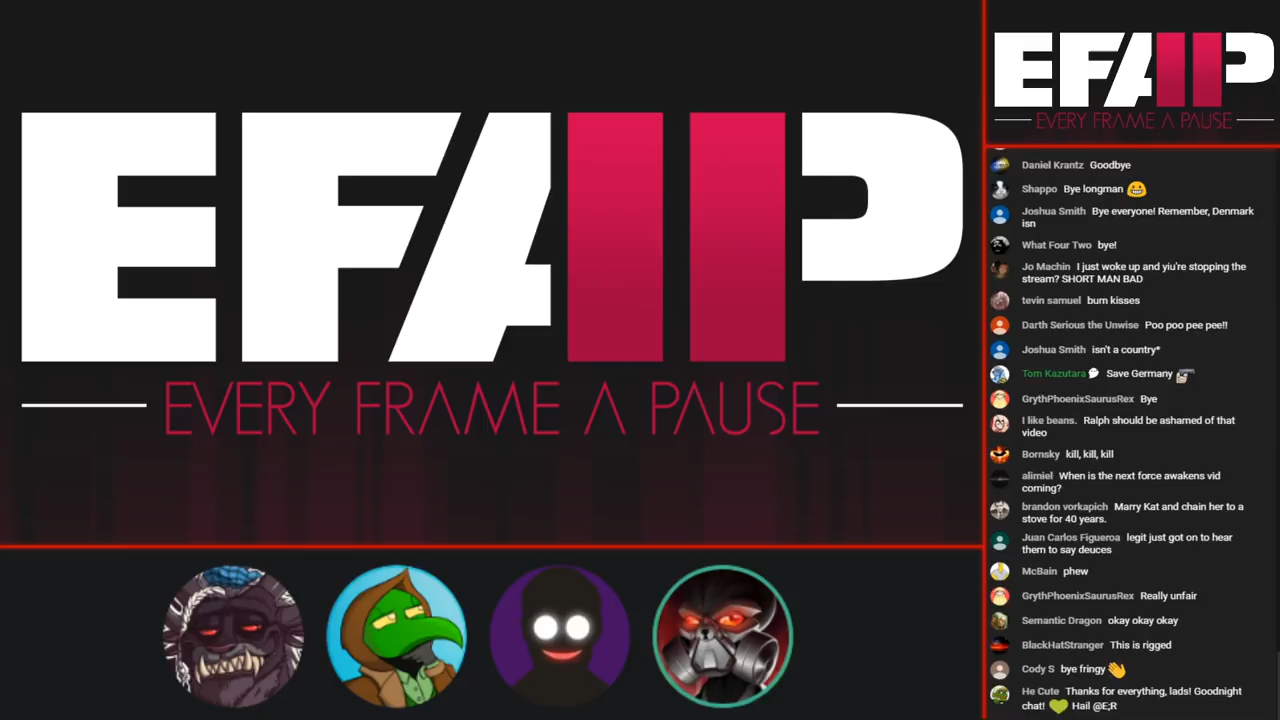 EFAP
EVERY FRAME A PAUSE
EFAP
EVERY FRAME A PAUSE
Daniel Krantz Goodbye
Shappo Bye longman
Joshua Smith Bye everyone! Remember, Denmark
isn
What Four Two bye!
Jo Machin I just woke up and yiu're stopping the
stream? SHORT MAN BAD
tevin samuel bum kisses
Darth Serious the Unwise Poo poo pee pee!!
Joshua Smith isn't a country*
Tom Kazutara Save Germany
GrythPhoenixSaurusRex Bye
I like beans. Ralph should be ashamed of that
video
Bornsky kill, kill, kill
alimiel When is the next force awakens vid
coming?
brandon vorkapich Marry Kat and chain her to a
stove for 40 years.
Juan Carlos Figueroa legit just got on to hear
them to say deuces
McBain phew
GrythPhoenixSaurusRex Really unfair
Semantic Dragon okay okay okay
BlackHatStranger This is rigged
Cody S bye fringy
He Cute Thanks for everything, lads! Goodnight
chat! Hail @E;R